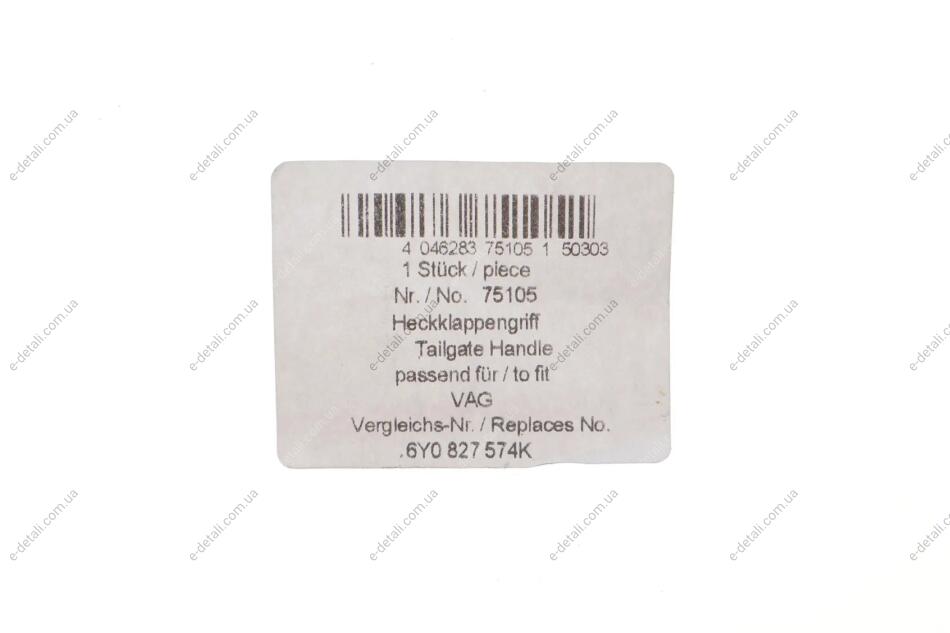 4 046283 75105 1 50303
1 Stück / piece
Nr. / No. 75105
Heckklappengriff
Tailgate Handle
passend für / to fit
VAG
Vergleichs-Nr. / Replaces No.
.6Y0 827 574K
e-detali.com.ua